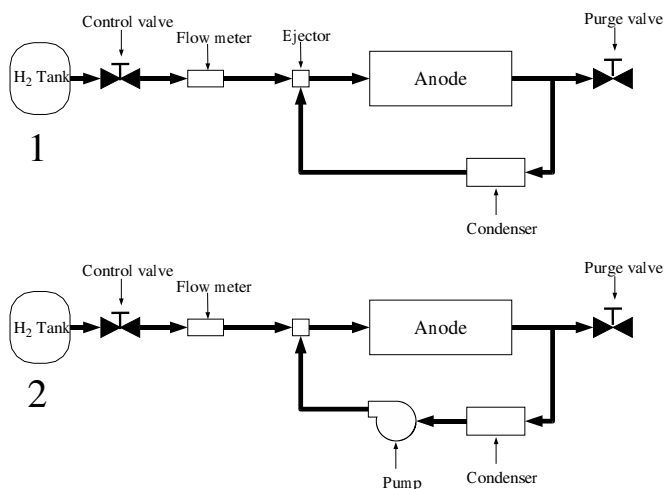 Control valve
Flow meter
Ejector
Purge valve
H2 Tank
Anode
1
Condenser
Control valve
Flow meter
Purge valve
H2 Tank
Anode
2
Pump
Condenser